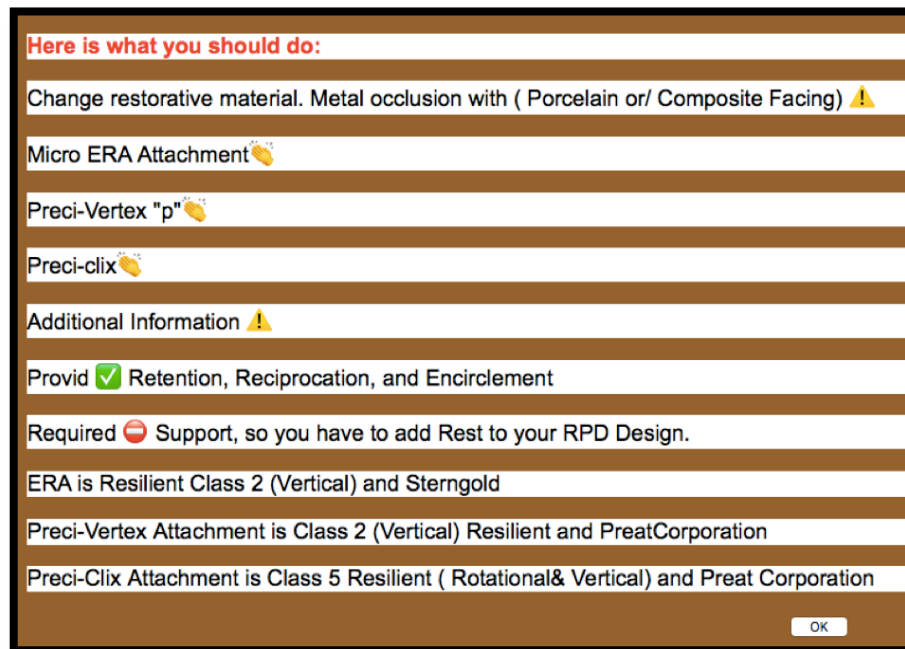 Here is what you should do:
Change restorative material. Metal occlusion with ( Porcelain or/ Composite Facing) ⚠️
Micro ERA Attachment👏
Preci-Vertex "p"👏
Preci-clix👏
Additional Information ⚠️
Provid ✅ Retention, Reciprocation, and Encirclement
Required ⛔ Support, so you have to add Rest to your RPD Design.
ERA is Resilient Class 2 (Vertical) and Sterngold
Preci-Vertex Attachment is Class 2 (Vertical) Resilient and PreatCorporation
Preci-Clix Attachment is Class 5 Resilient ( Rotational& Vertical) and Preat Corporation
OK